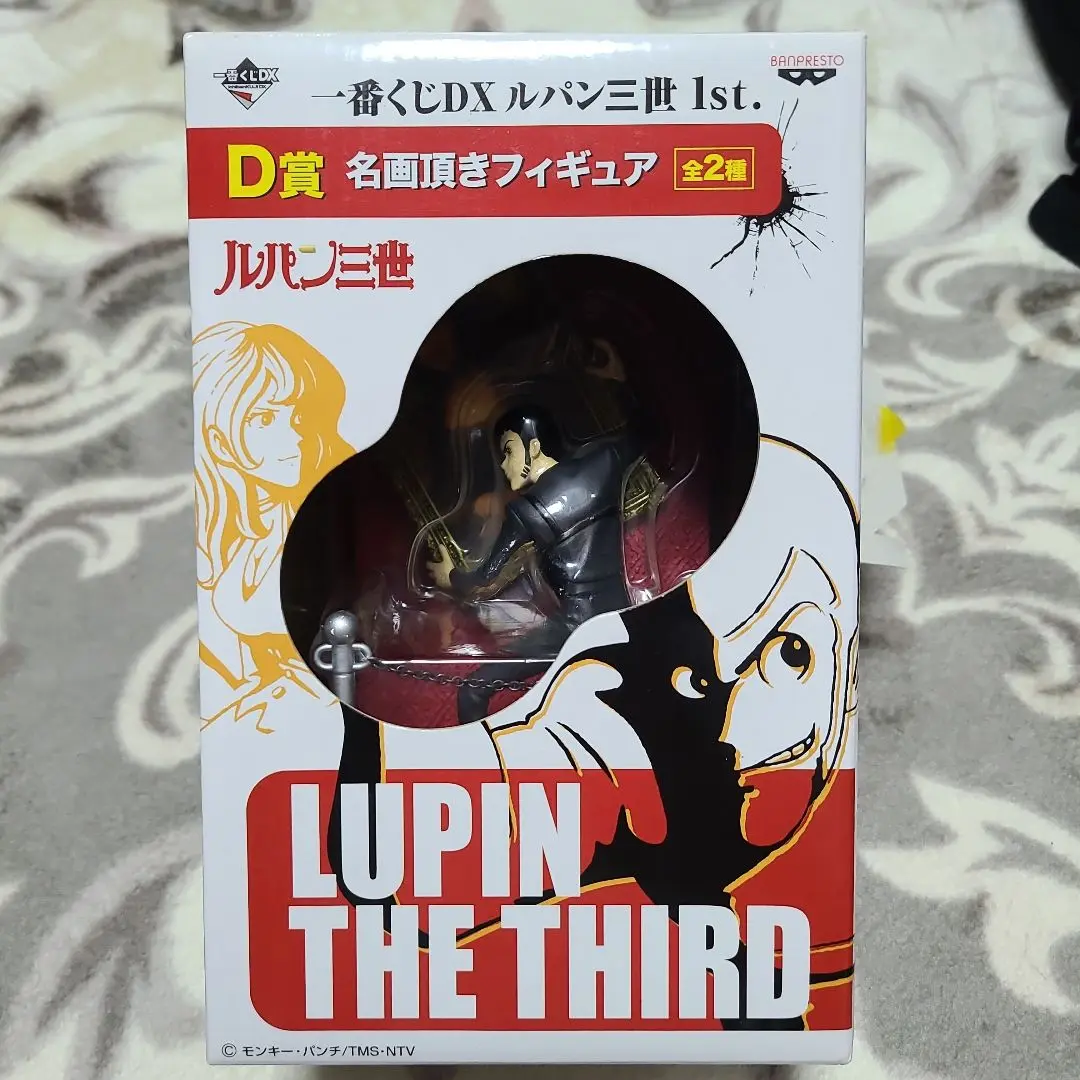 一番くじDX
IchibanKUJI DX
BANPRESTO
一番くじDX ルパン三世 1st.
D賞 名画頂きフィギュア 全2種
ルパン三世
LUPIN
THE THIRD
© モンキー・パンチ/TMS・NTV